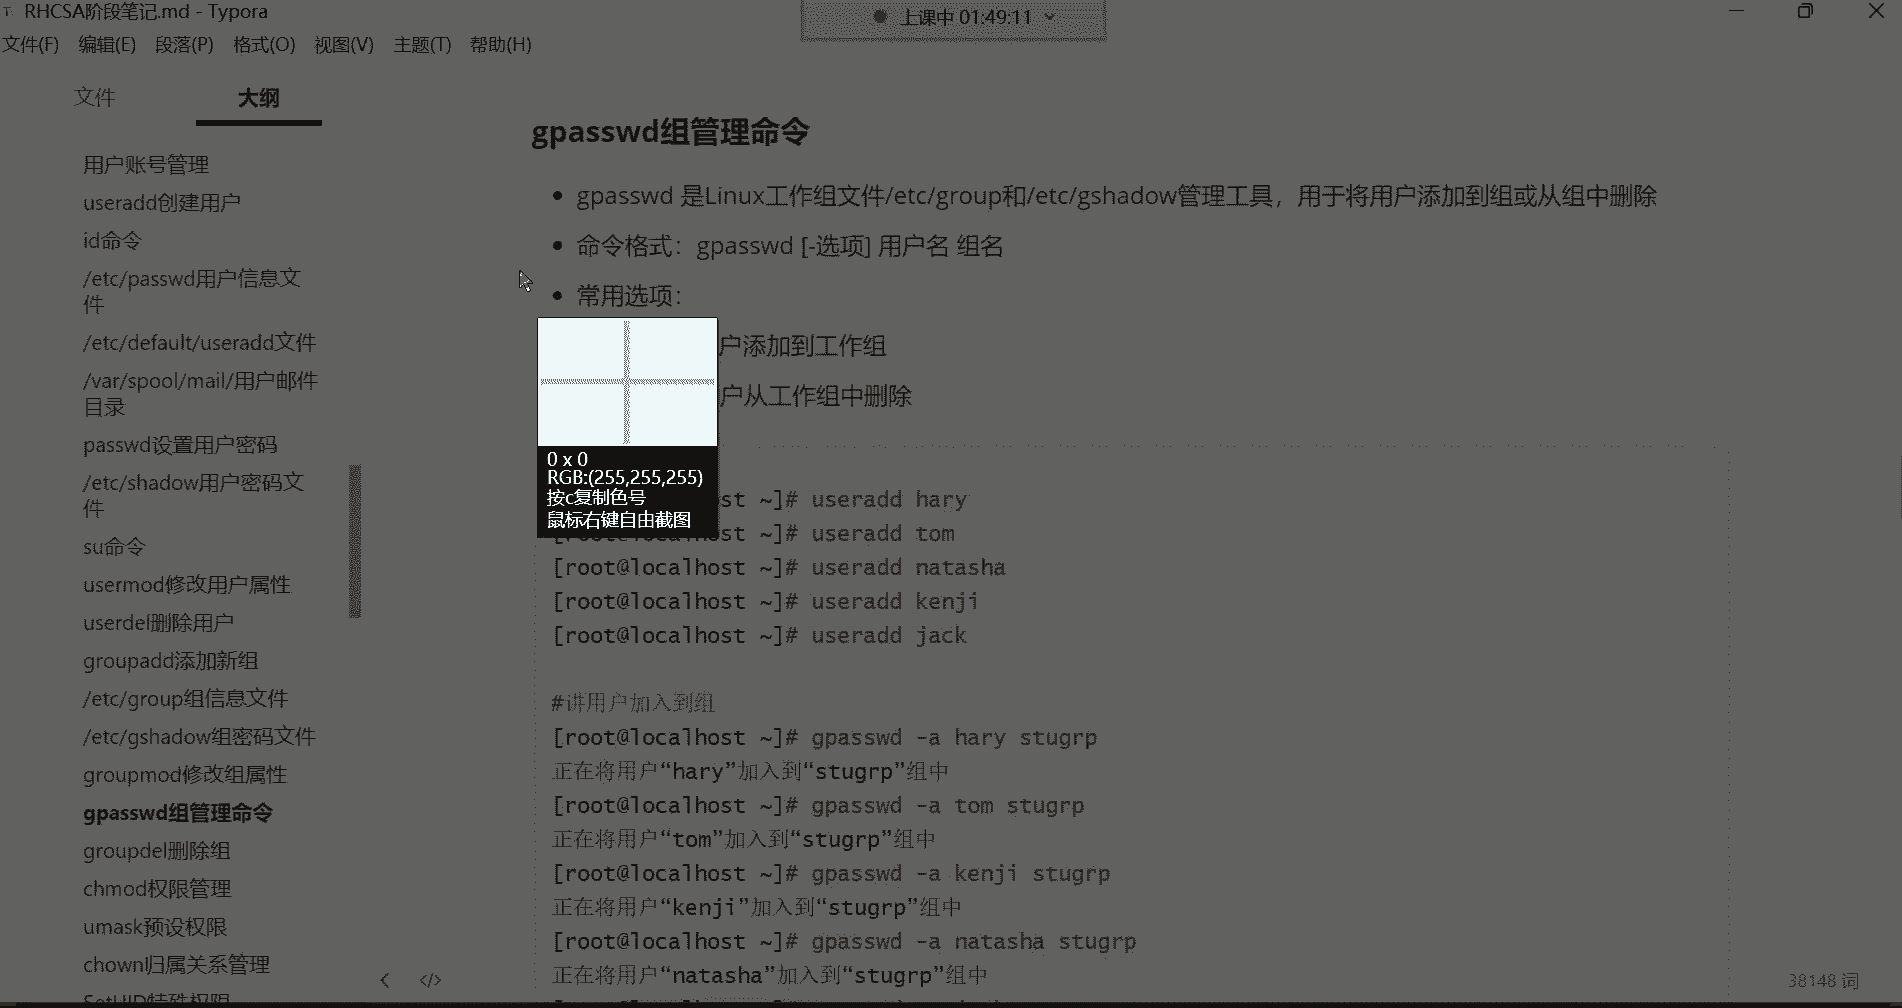 RHCSA阶段笔记.md - Typora
上课中 01:49:11
文件(F) 编辑(E) 段落(P) 格式(O) 视图(V) 主题(T) 帮助(H)
文件 大纲
用户账号管理
useradd创建用户
id命令
/etc/passwd用户信息文
件
/etc/default/useradd文件
/var/spool/mail/用户邮件
目录
passwd设置用户密码
/etc/shadow用户密码文
件
su命令
usermod修改用户属性
userdel删除用户
groupadd添加新组
/etc/group组信息文件
/etc/gshadow组密码文件
groupmod修改组属性
gpasswd组管理命令
groupdel删除组
chmod权限管理
umask预设权限
chown归属关系管理
SetUID特殊权限
gpasswd组管理命令
gpasswd 是Linux工作组文件/etc/group和/etc/gshadow管理工具，用于将用户添加到组或从组中删除
命令格式：gpasswd [-选项] 用户名 组名
常用选项：
户添加到工作组
户从工作组中删除
0 x 0
RGB:(255,255,255)
按c复制色号
鼠标右键自由截图
st ~]# useradd hary
st ~]# useradd tom
[root@localhost ~]# useradd natasha
[root@localhost ~]# useradd kenji
[root@localhost ~]# useradd jack
#讲用户加入到组
[root@localhost ~]# gpasswd -a hary stugrp
正在将用户“hary”加入到“stugrp”组中
[root@localhost ~]# gpasswd -a tom stugrp
正在将用户“tom”加入到“stugrp”组中
[root@localhost ~]# gpasswd -a kenji stugrp
正在将用户“kenji”加入到“stugrp”组中
[root@localhost ~]# gpasswd -a natasha stugrp
正在将用户“natasha”加入到“stugrp”组中
38148 词